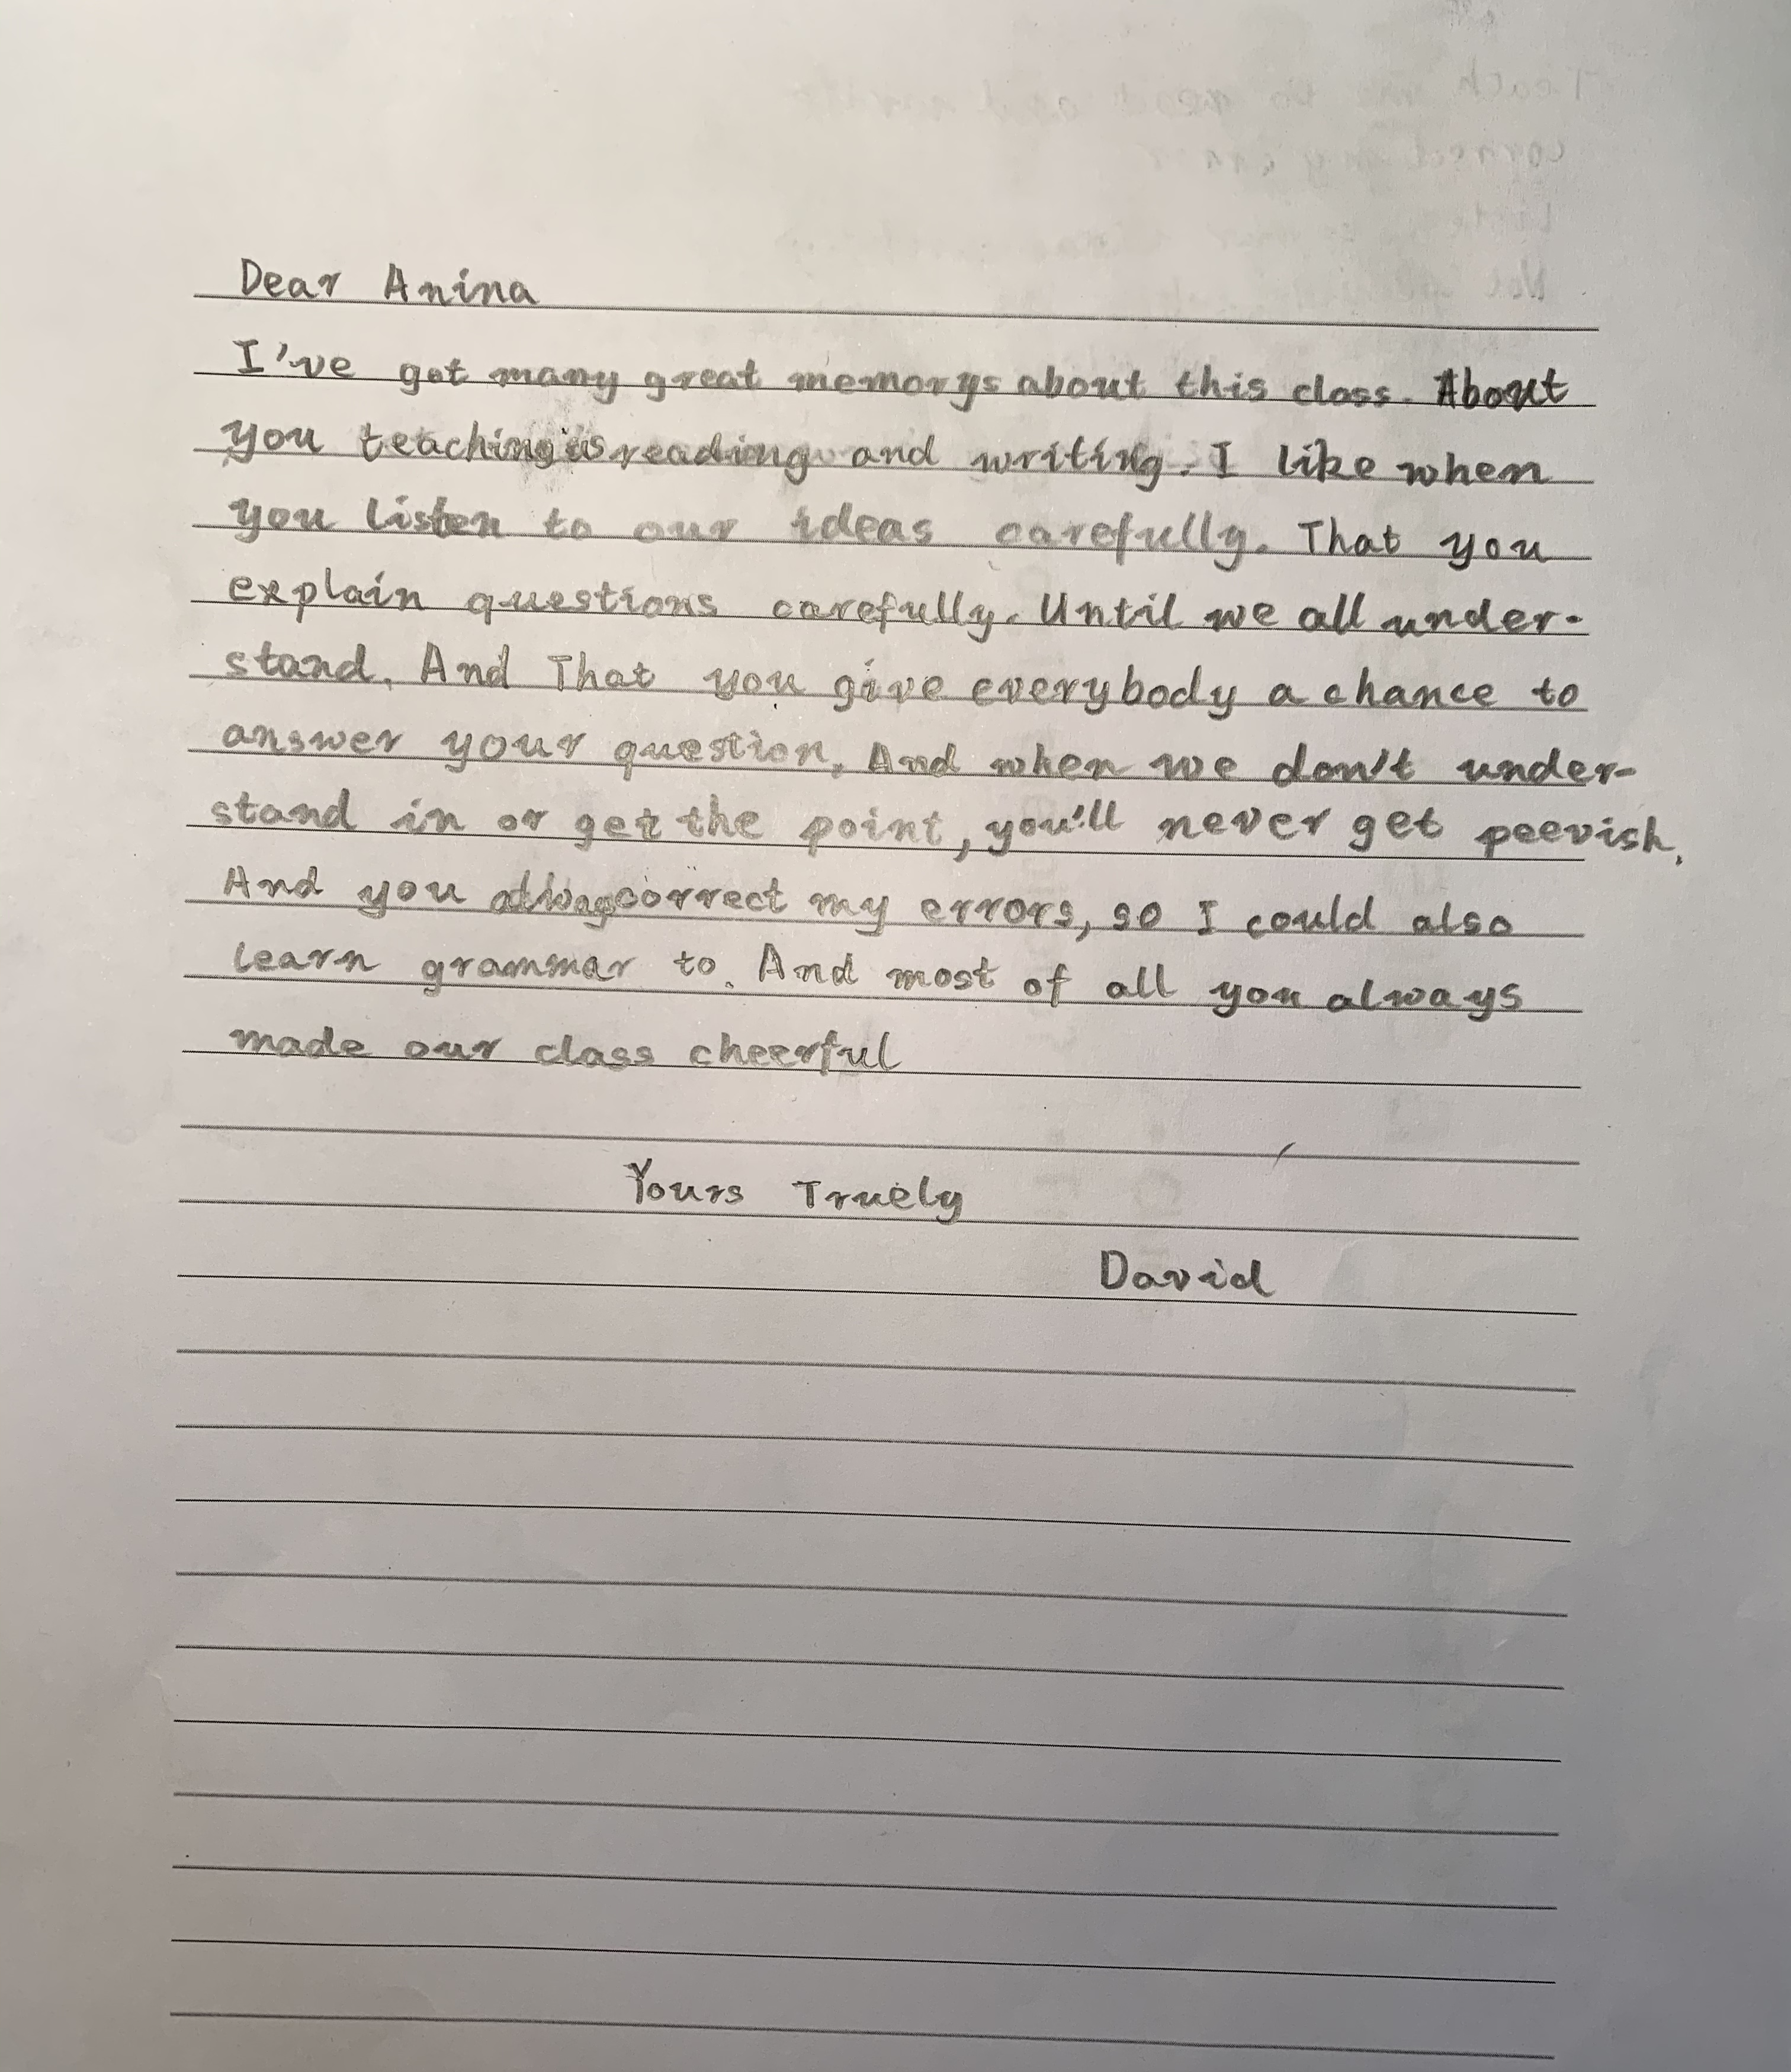 Dear Anina
I've got many great memorys about this class. About
you teaching us reading and writing. I like when
you listen to our ideas carefully. That you
explain questions carefully. Until we all under-
stand. And That you give everybody a chance to
answer your question. And when we don't under-
stand in or get the point, you'll never get peevish.
And you correct my errors, so I could also
learn grammar to. And most of all you always
made our class cheerful
Yours Truely
David